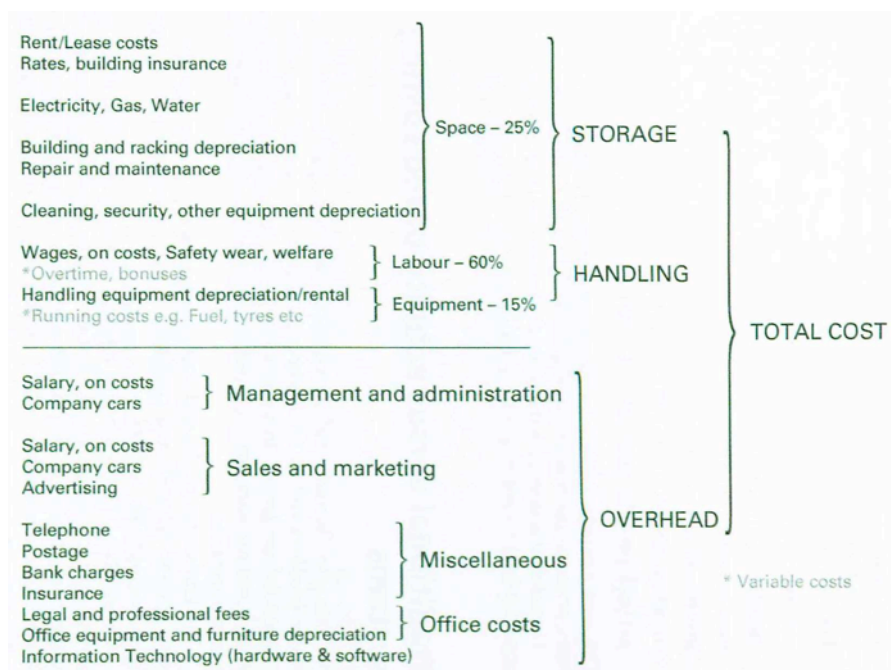 Rent/Lease costs
Rates, building insurance
Electricity, Gas, Water
Space – 25%
STORAGE
Building and racking depreciation
Repair and maintenance
Cleaning, security, other equipment depreciation
Wages, on costs, Safety wear, welfare
*Overtime, bonuses
Labour – 60%
HANDLING
Handling equipment depreciation/rental
*Running costs e.g. Fuel, tyres etc
Equipment – 15%
TOTAL COST
Salary, on costs
Company cars
Management and administration
Salary, on costs
Company cars
Advertising
Sales and marketing
OVERHEAD
Telephone
Postage
Bank charges
Insurance
Miscellaneous
* Variable costs
Legal and professional fees
Office equipment and furniture depreciation
Office costs
Information Technology (hardware & software)